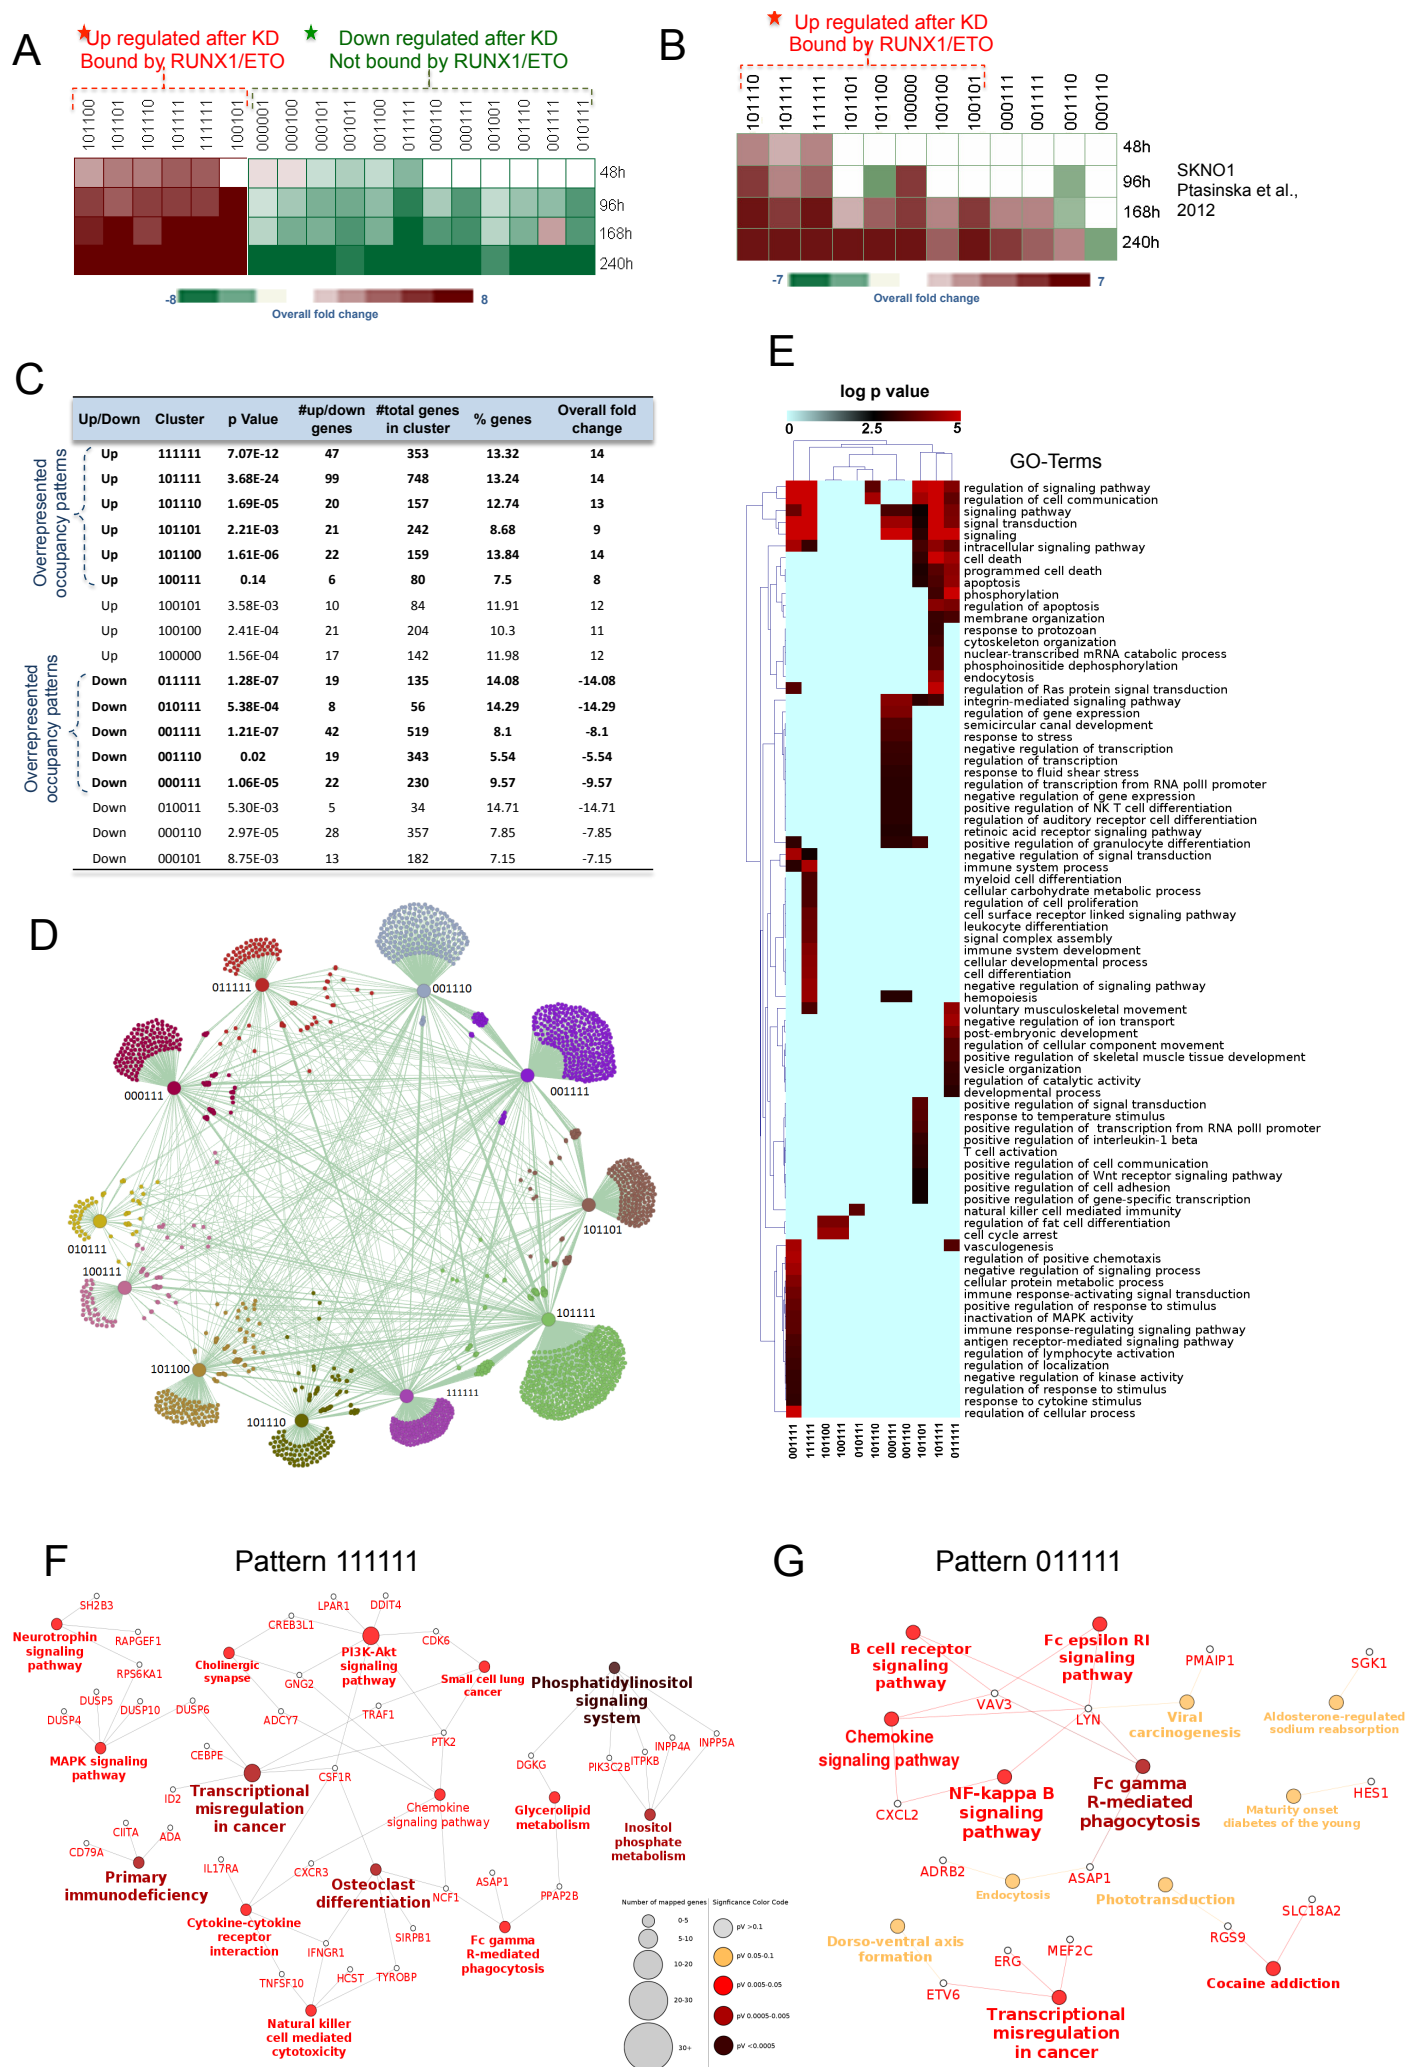 A
Up regulated after KD
Bound by RUNX1/ETO
Down regulated after KD
Not bound by RUNX1/ETO
101100
101101
101110
101111
111111
100101
000001
000100
000101
001011
001100
011111
000110
000111
001001
001110
001111
010111
48h
96h
168h
240h
-8
8
Overall fold change
B
Up regulated after KD
Bound by RUNX1/ETO
101110
101111
111111
101101
101100
100000
100100
100101
000111
001111
001110
000110
48h
96h
168h
240h
SKNO1
Ptasinska et al.,
2012
-7
7
Overall fold change
C
Overrepresented
occupancy patterns
Overrepresented
occupancy patterns
Up/Down Cluster p Value #up/down genes #total genes in cluster % genes Overall fold change
Up 111111 7.07E-12 47 353 13.32 14
Up 101111 3.68E-24 99 748 13.24 14
Up 101110 1.69E-05 20 157 12.74 13
Up 101101 2.21E-03 21 242 8.68 9
Up 101100 1.61E-06 22 159 13.84 14
Up 100111 0.14 6 80 7.5 8
Up 100101 3.58E-03 10 84 11.91 12
Up 100100 2.41E-04 21 204 10.3 11
Up 100000 1.56E-04 17 142 11.98 12
Down 011111 1.28E-07 19 135 14.08 -14.08
Down 010111 5.38E-04 8 56 14.29 -14.29
Down 001111 1.21E-07 42 519 8.1 -8.1
Down 001110 0.02 19 343 5.54 -5.54
Down 000111 1.06E-05 22 230 9.57 -9.57
Down 010011 5.30E-03 5 34 14.71 -14.71
Down 000110 2.97E-05 28 357 7.85 -7.85
Down 000101 8.75E-03 13 182 7.15 -7.15
D
011111
001110
000111
001111
101101
010111
100111
101111
101100
101110
111111
E
log p value
0 2.5 5
GO-Terms
regulation of signaling pathway
regulation of cell communication
signaling pathway
signal transduction
signaling
intracellular signaling pathway
cell death
programmed cell death
apoptosis
phosphorylation
regulation of apoptosis
membrane organization
response to protozoan
cytoskeleton organization
nuclear-transcribed mRNA catabolic process
phosphoinositide dephosphorylation
endocytosis
regulation of Ras protein signal transduction
integrin-mediated signaling pathway
regulation of gene expression
semicircular canal development
response to stress
negative regulation of transcription
regulation of transcription
response to fluid shear stress
regulation of transcription from RNA polII promoter
negative regulation of gene expression
positive regulation of NK T cell differentiation
regulation of auditory receptor cell differentiation
retinoic acid receptor signaling pathway
positive regulation of granulocyte differentiation
negative regulation of signal transduction
immune system process
myeloid cell differentiation
cellular carbohydrate metabolic process
regulation of cell proliferation
cell surface receptor linked signaling pathway
leukocyte differentiation
signal complex assembly
immune system development
cellular developmental process
cell differentiation
negative regulation of signaling pathway
hemopoiesis
voluntary musculoskeletal movement
negative regulation of ion transport
post-embryonic development
regulation of cellular component movement
positive regulation of skeletal muscle tissue development
vesicle organization
regulation of catalytic activity
developmental process
positive regulation of signal transduction
response to temperature stimulus
positive regulation of transcription from RNA polII promoter
positive regulation of interleukin-1 beta
T cell activation
positive regulation of cell communication
positive regulation of Wnt receptor signaling pathway
positive regulation of cell adhesion
positive regulation of gene-specific transcription
natural killer cell mediated immunity
regulation of fat cell differentiation
cell cycle arrest
vasculogenesis
regulation of positive chemotaxis
negative regulation of signaling process
cellular protein metabolic process
immune response-activating signal transduction
positive regulation of response to stimulus
inactivation of MAPK activity
immune response-regulating signaling pathway
antigen receptor-mediated signaling pathway
regulation of lymphocyte activation
regulation of localization
negative regulation of kinase activity
regulation of response to stimulus
response to cytokine stimulus
regulation of cellular process
001111
111111
101100
100111
010111
101110
000111
001110
101101
101111
011111
F
Pattern 111111
SH2B3
Neurotrophin
signaling
pathway
RAPGEF1
RPS6KA1
DUSP5
DUSP4
DUSP10
DUSP6
MAPK signaling
pathway
CREB3L1
LPAR1
DDIT4
Cholinergic
synapse
GNG2
PI3K-Akt
signaling
pathway
CDK6
Small cell lung
cancer
ADCY7
TRAF1
PTK2
CEBPE
CSF1R
ID2
Transcriptional
misregulation
in cancer
Chemokine
signaling pathway
Phosphatidylinositol
signaling
system
DGKG
PIK3C2B
ITPKB
INPP4A
INPP5A
Glycerolipid
metabolism
Inositol
phosphate
metabolism
CIITA
ADA
CD79A
Primary
immunodeficiency
IL17RA
CXCR3
Osteoclast
differentiation
NCF1
ASAP1
PPAP2B
Cytokine-cytokine
receptor
interaction
IFNGR1
SIRPB1
Fc gamma
R-mediated
phagocytosis
TNFSF10
HCST
TYROBP
Natural killer
cell mediated
cytotoxicity
Number of mapped genes
0-5
5-10
10-20
20-30
30+
Signficance Color Code
pV >0.1
pV 0.05-0.1
pV 0.005-0.05
pV 0.0005-0.005
pV <0.0005
G
Pattern 011111
B cell receptor
signaling
pathway
Fc epsilon RI
signaling
pathway
PMAIP1
SGK1
VAV3
LYN
Viral
carcinogenesis
Aldosterone-regulated
sodium reabsorption
Chemokine
signaling pathway
CXCL2
NF-kappa B
signaling
pathway
Fc gamma
R-mediated
phagocytosis
HES1
Maturity onset
diabetes of the young
ADRB2
Endocytosis
ASAP1
Phototransduction
SLC18A2
RGS9
Cocaine addiction
Dorso-ventral axis
formation
ERG
MEF2C
ETV6
Transcriptional
misregulation
in cancer